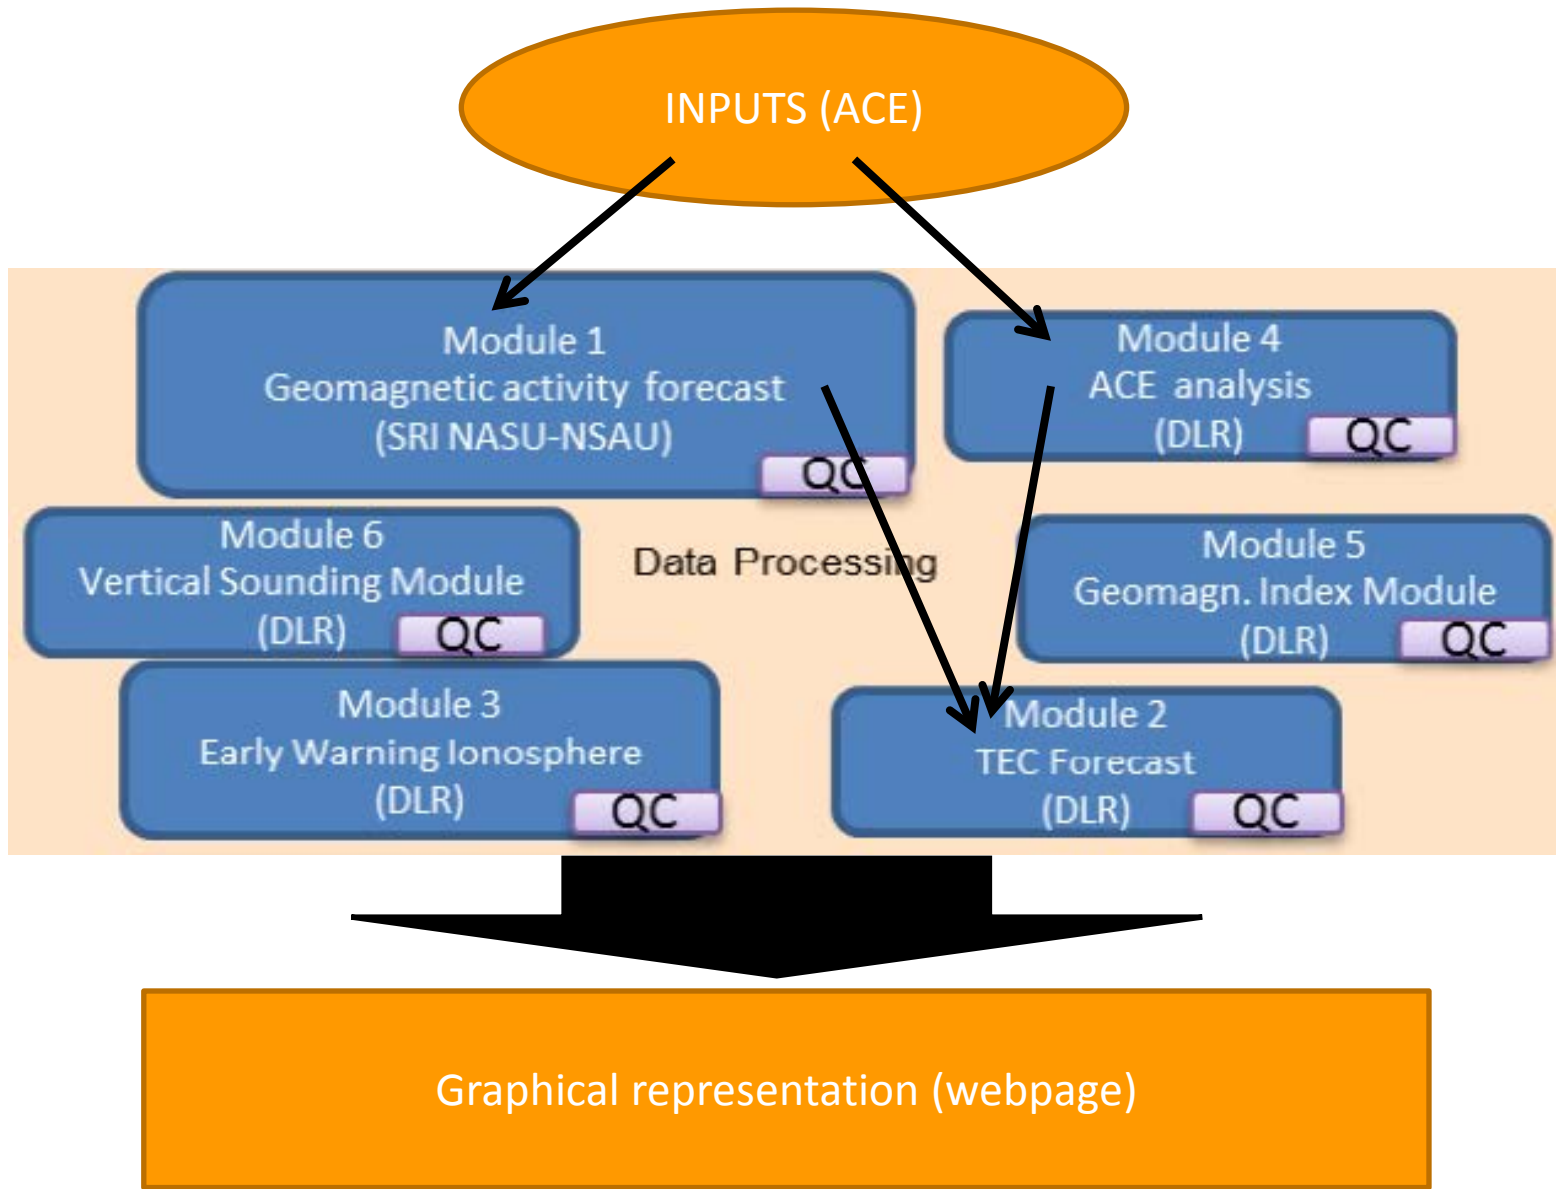 INPUTS (ACE)
Module 1
Geomagnetic activity forecast
(SRI NASU-NSAU)
QC
Module 4
ACE analysis
(DLR)
QC
Module 6
Vertical Sounding Module
(DLR)
QC
Data Processing
Module 5
Geomagn. Index Module
(DLR)
QC
Module 3
Early Warning Ionosphere
(DLR)
QC
Module 2
TEC Forecast
(DLR)
QC
Graphical representation (webpage)